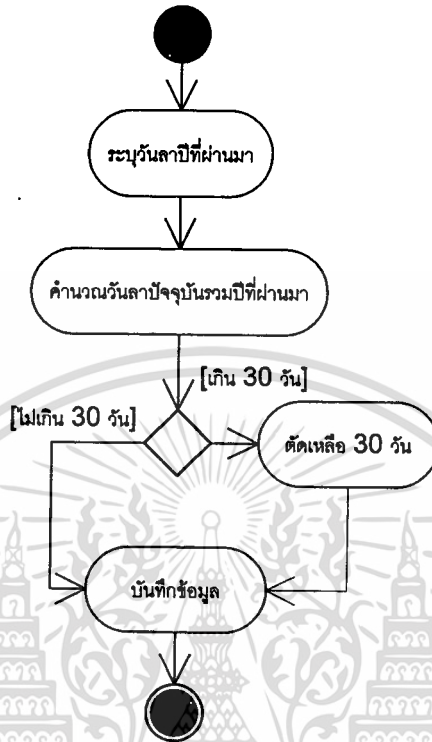 ระบุวันลาปีที่ผ่านมา
คำนวณวันลาปัจจุบันรวมปีที่ผ่านมา
[เกิน 30 วัน]
[ไม่เกิน 30 วัน]
ตัดเหลือ 30 วัน
บันทึกข้อมูล